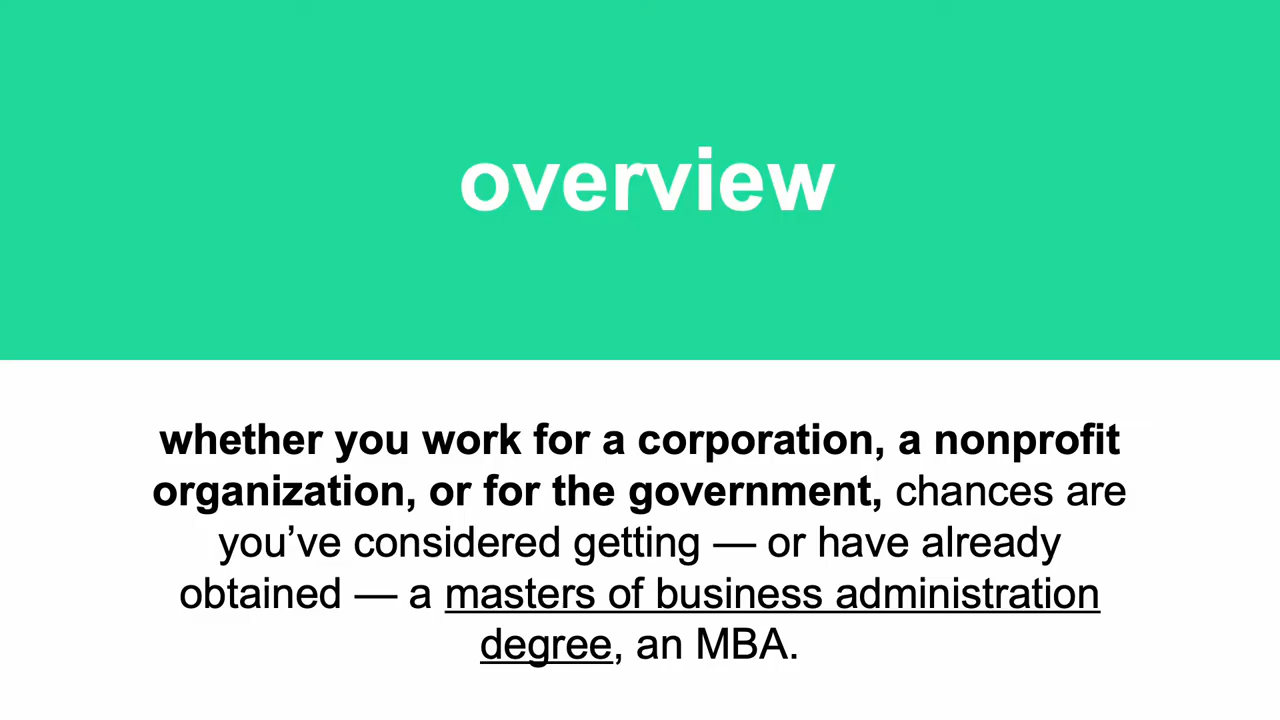 overview
whether you work for a corporation, a nonprofit
organization, or for the government, chances are
you’ve considered getting — or have already
obtained — a masters of business administration
degree, an MBA.